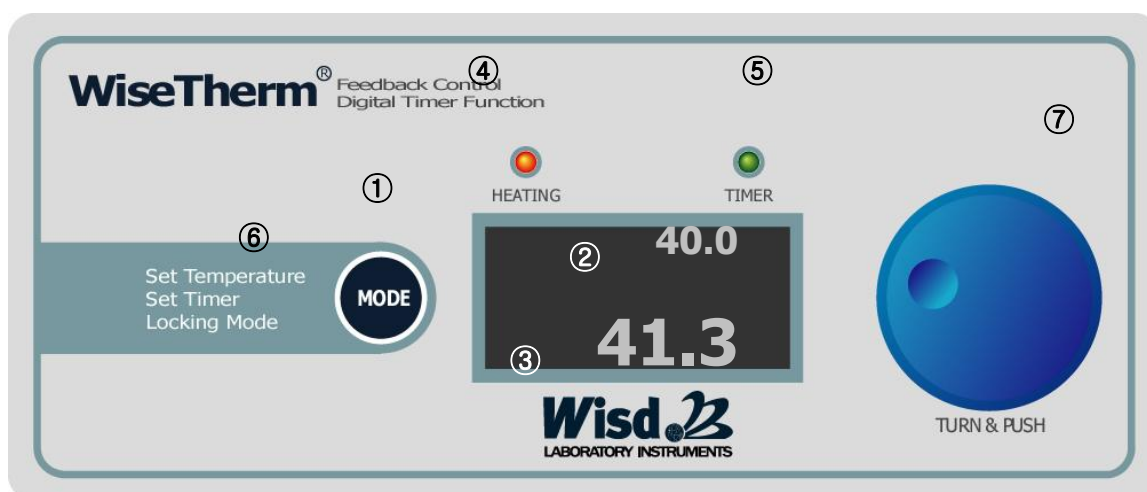 ④
⑤
WiseTherm® Feedback Control
Digital Timer Function
⑦
①
HEATING
TIMER
⑥
40.0
②
Set Temperature
Set Timer
Locking Mode
MODE
41.3
③
Wisd
LABORATORY INSTRUMENTS
TURN & PUSH